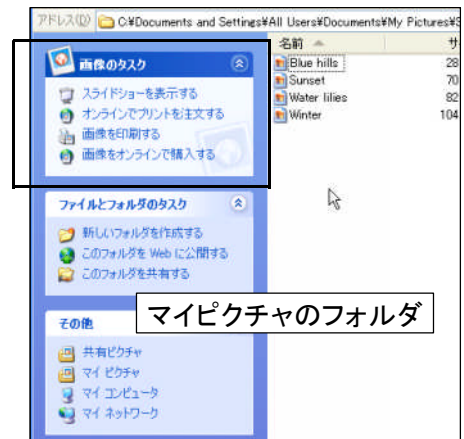 アドレス(D) C:¥Documents and Settings¥All Users¥Documents¥My Pictures¥S
名前 サ
画像のタスク
Blue hills 28
Sunset 70
Water lilies 82
Winter 104
スライドショーを表示する
オンラインでプリントを注文する
画像を印刷する
画像をオンラインで購入する
ファイルとフォルダのタスク
新しいフォルダを作成する
このフォルダを Web に公開する
このフォルダを共有する
マイピクチャのフォルダ
その他
共有ピクチャ
マイ ピクチャ
マイ コンピュータ
マイ ネットワーク